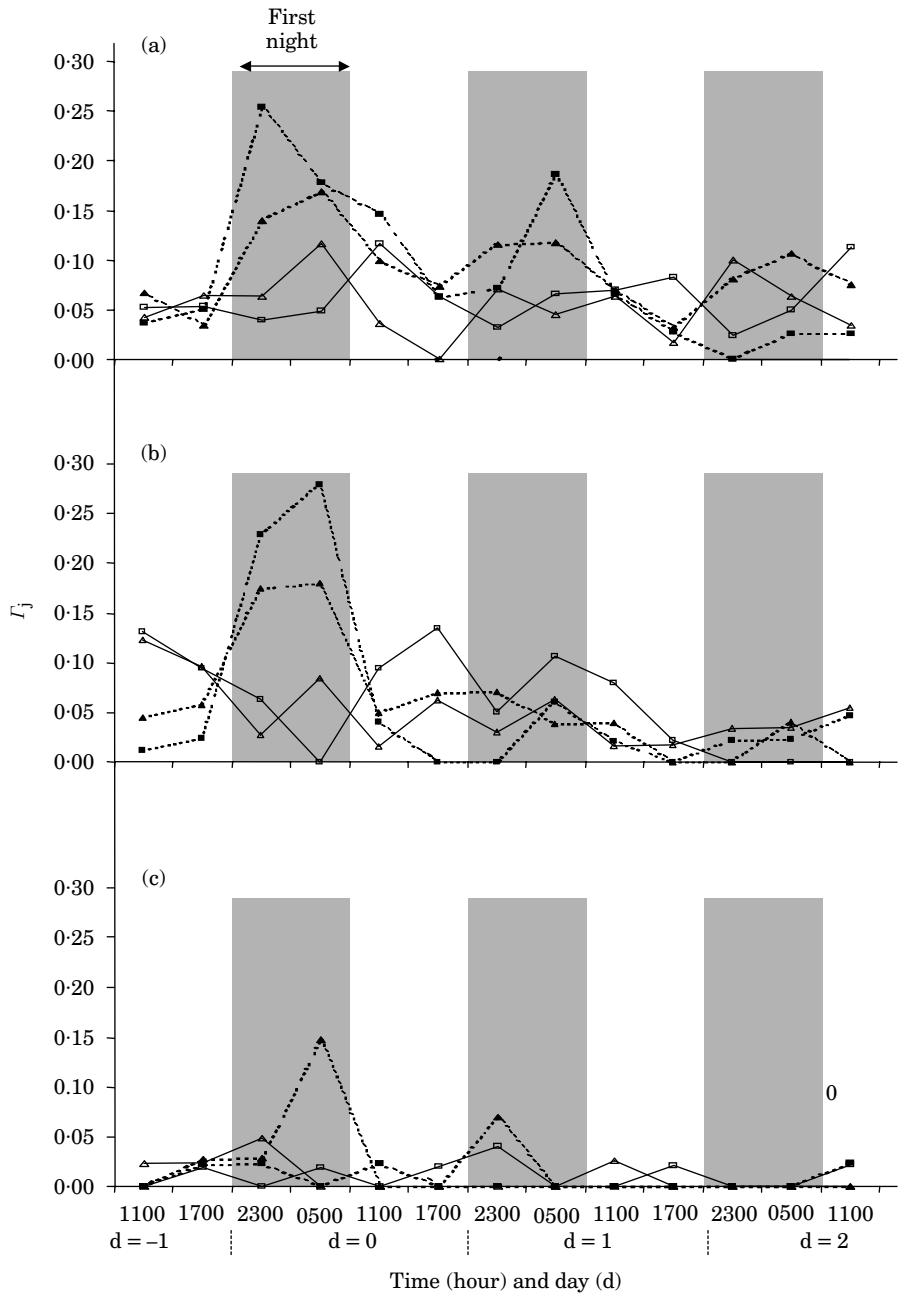 First
night
(a)
0·30
0·25
0·20
0·15
0·10
0·05
0·00
(b)
0·30
0·25
0·20
0·15
0·10
0·05
0·00
Γj
(c)
0·30
0·25
0·20
0·15
0·10
0·05
0·00
0
1100 1700 2300 0500 1100 1700 2300 0500 1100 1700 2300 0500 1100
d = –1 d = 0 d = 1 d = 2
Time (hour) and day (d)